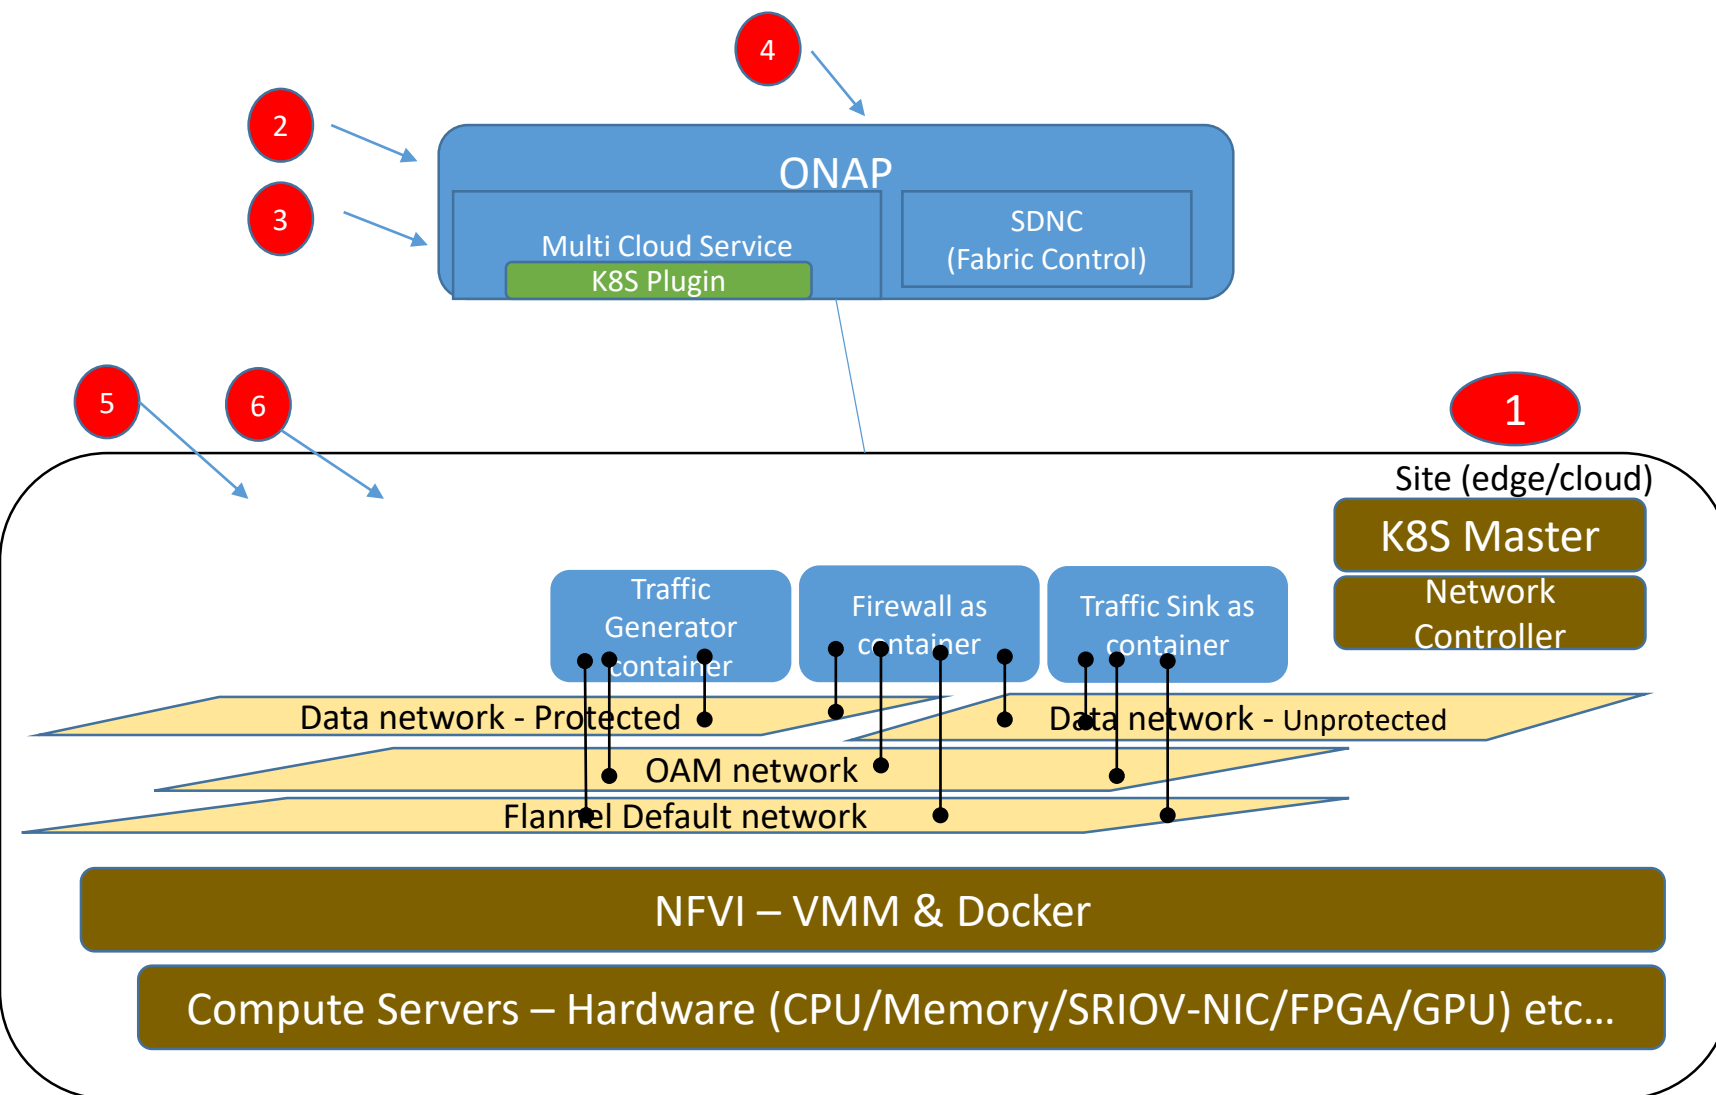 4
2
ONAP
3
SDNC
(Fabric Control)
Multi Cloud Service
K8S Plugin
5
6
1
Site (edge/cloud)
K8S Master
Network
Controller
Traffic
Generator
container
Firewall as
container
Traffic Sink as
container
Data network - Protected
Data network - Unprotected
OAM network
Flannel Default network
NFVI – VMM & Docker
Compute Servers – Hardware (CPU/Memory/SRIOV-NIC/FPGA/GPU) etc…